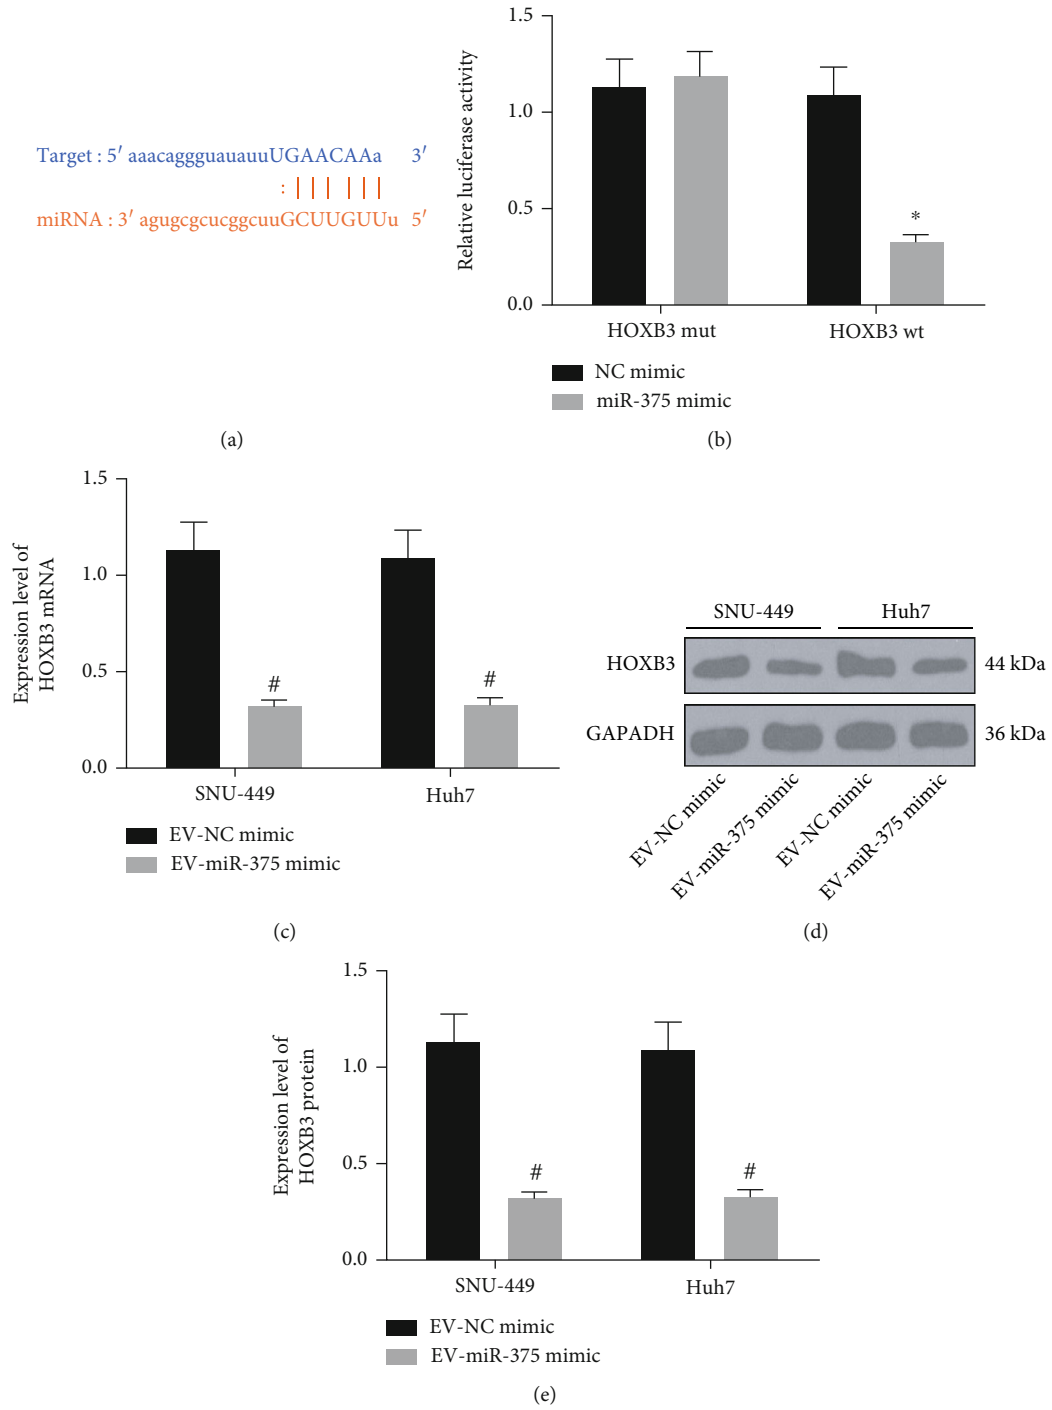 Target : 5′ aaacaggguauauuUGAACAAa 3′
miRNA : 3′ agugcgcucggcuuGCUUGUUu 5′
(a)
Relative luciferase activity
1.5
1.0
0.5
0.0
*
HOXB3 mut
HOXB3 wt
NC mimic
miR-375 mimic
(b)
Expression level of
HOXB3 mRNA
1.5
1.0
0.5
0.0
#
#
SNU-449
Huh7
EV-NC mimic
EV-miR-375 mimic
(c)
SNU-449
Huh7
HOXB3
44 kDa
GAPADH
36 kDa
EV-NC mimic
EV-miR-375 mimic
EV-NC mimic
EV-miR-375 mimic
(d)
Expression level of
HOXB3 protein
1.5
1.0
0.5
0.0
#
#
SNU-449
Huh7
EV-NC mimic
EV-miR-375 mimic
(e)